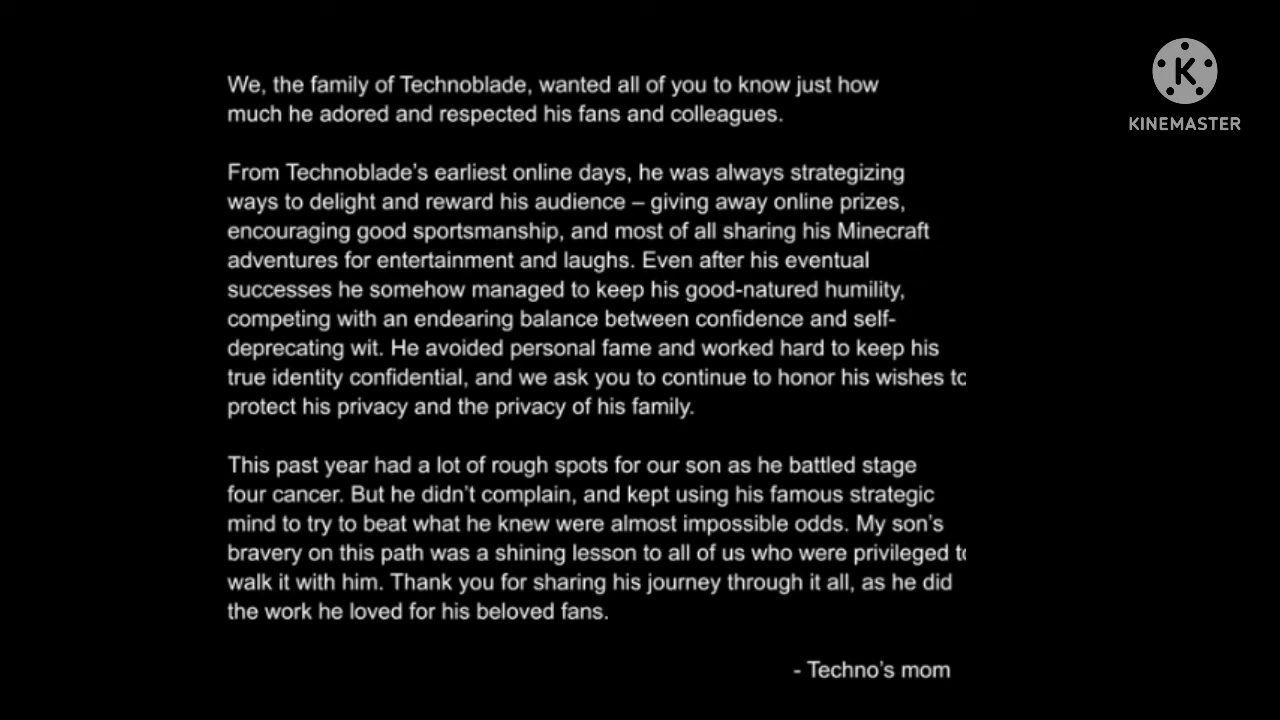 We, the family of Technoblade, wanted all of you to know just how
much he adored and respected his fans and colleagues.
KINEMASTER
From Technoblade's earliest online days, he was always strategizing
ways to delight and reward his audience – giving away online prizes,
encouraging good sportsmanship, and most of all sharing his Minecraft
adventures for entertainment and laughs. Even after his eventual
successes he somehow managed to keep his good-natured humility,
competing with an endearing balance between confidence and self-
deprecating wit. He avoided personal fame and worked hard to keep his
true identity confidential, and we ask you to continue to honor his wishes to
protect his privacy and the privacy of his family.
This past year had a lot of rough spots for our son as he battled stage
four cancer. But he didn't complain, and kept using his famous strategic
mind to try to beat what he knew were almost impossible odds. My son's
bravery on this path was a shining lesson to all of us who were privileged to
walk it with him. Thank you for sharing his journey through it all, as he did
the work he loved for his beloved fans.
- Techno's mom